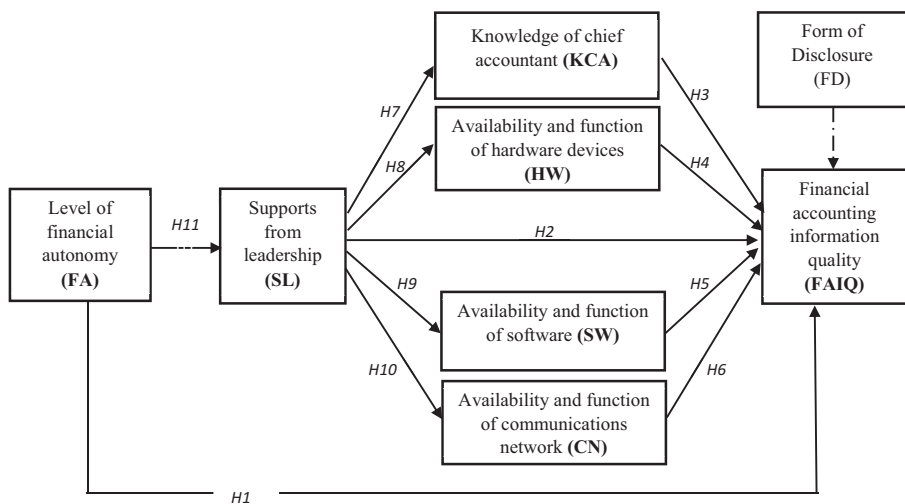 Knowledge of chief
accountant (KCA)
Form of
Disclosure
(FD)
H3
H7
Availability and function
of hardware devices
(HW)
H8
H4
Level of
financial
autonomy
(FA)
H11
Supports
from
leadership
(SL)
H2
Financial
accounting
information
quality
(FAIQ)
H9
H5
Availability and function
of software (SW)
H10
H6
Availability and function
of communications
network (CN)
H1